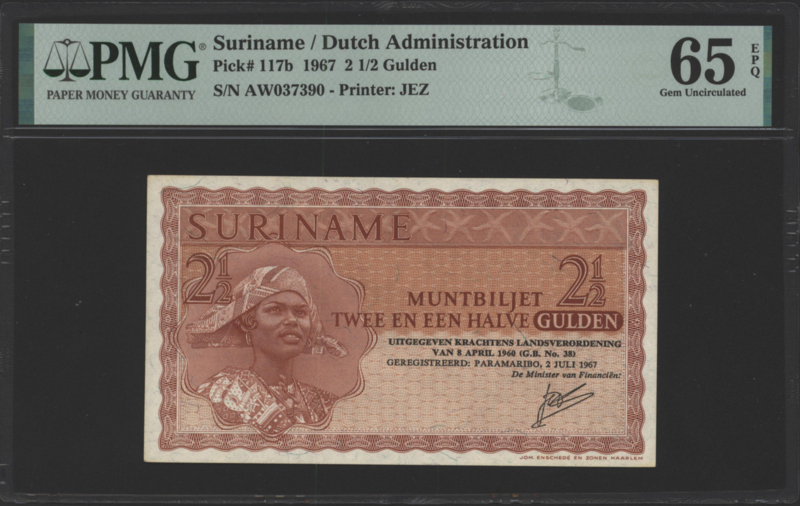 PMG®
PAPER MONEY GUARANTY
Suriname / Dutch Administration
Pick# 117b 1967 2 1/2 Gulden
S/N AW037390 - Printer: JEZ
65 EPQ
Gem Uncirculated
SURINAME
2½ 2½
MUNTBILJET
TWEE EN EEN HALVE GULDEN
UITGEGEVEN KRACHTENS LANDSVERORDENING
VAN 8 APRIL 1960 (G.B. No. 38)
GEREGISTREERD: PARAMARIBO, 2 JULI 1967
De Minister van Financiën:
JOH. ENSCHEDÉ EN ZONEN HAARLEM